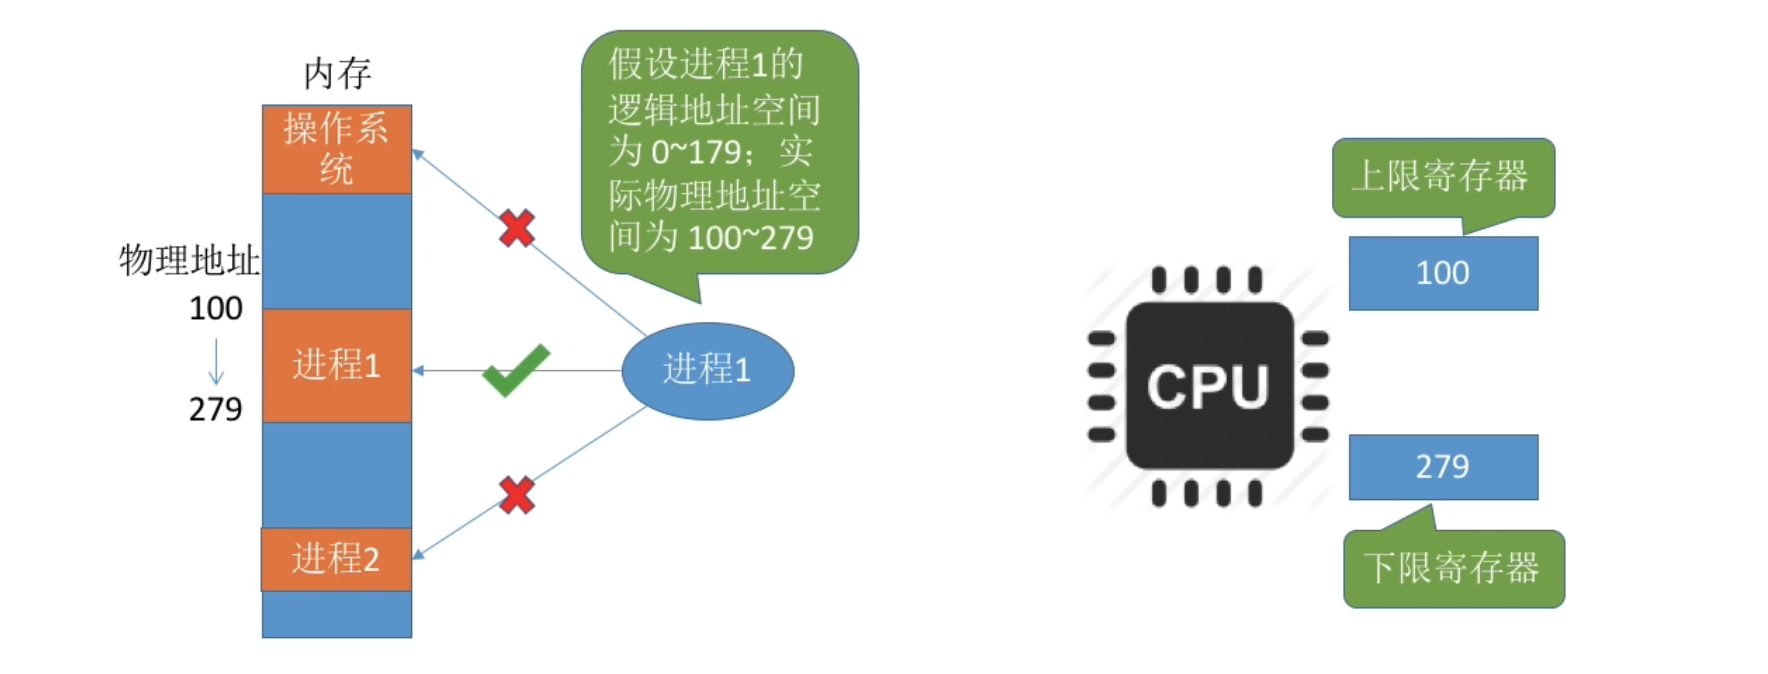 内存
操作系
统
物理地址
100
279
进程1
进程2
假设进程1的
逻辑地址空间
为 0~179；实
际物理地址空
间为 100~279
进程1
CPU
上限寄存器
100
279
下限寄存器